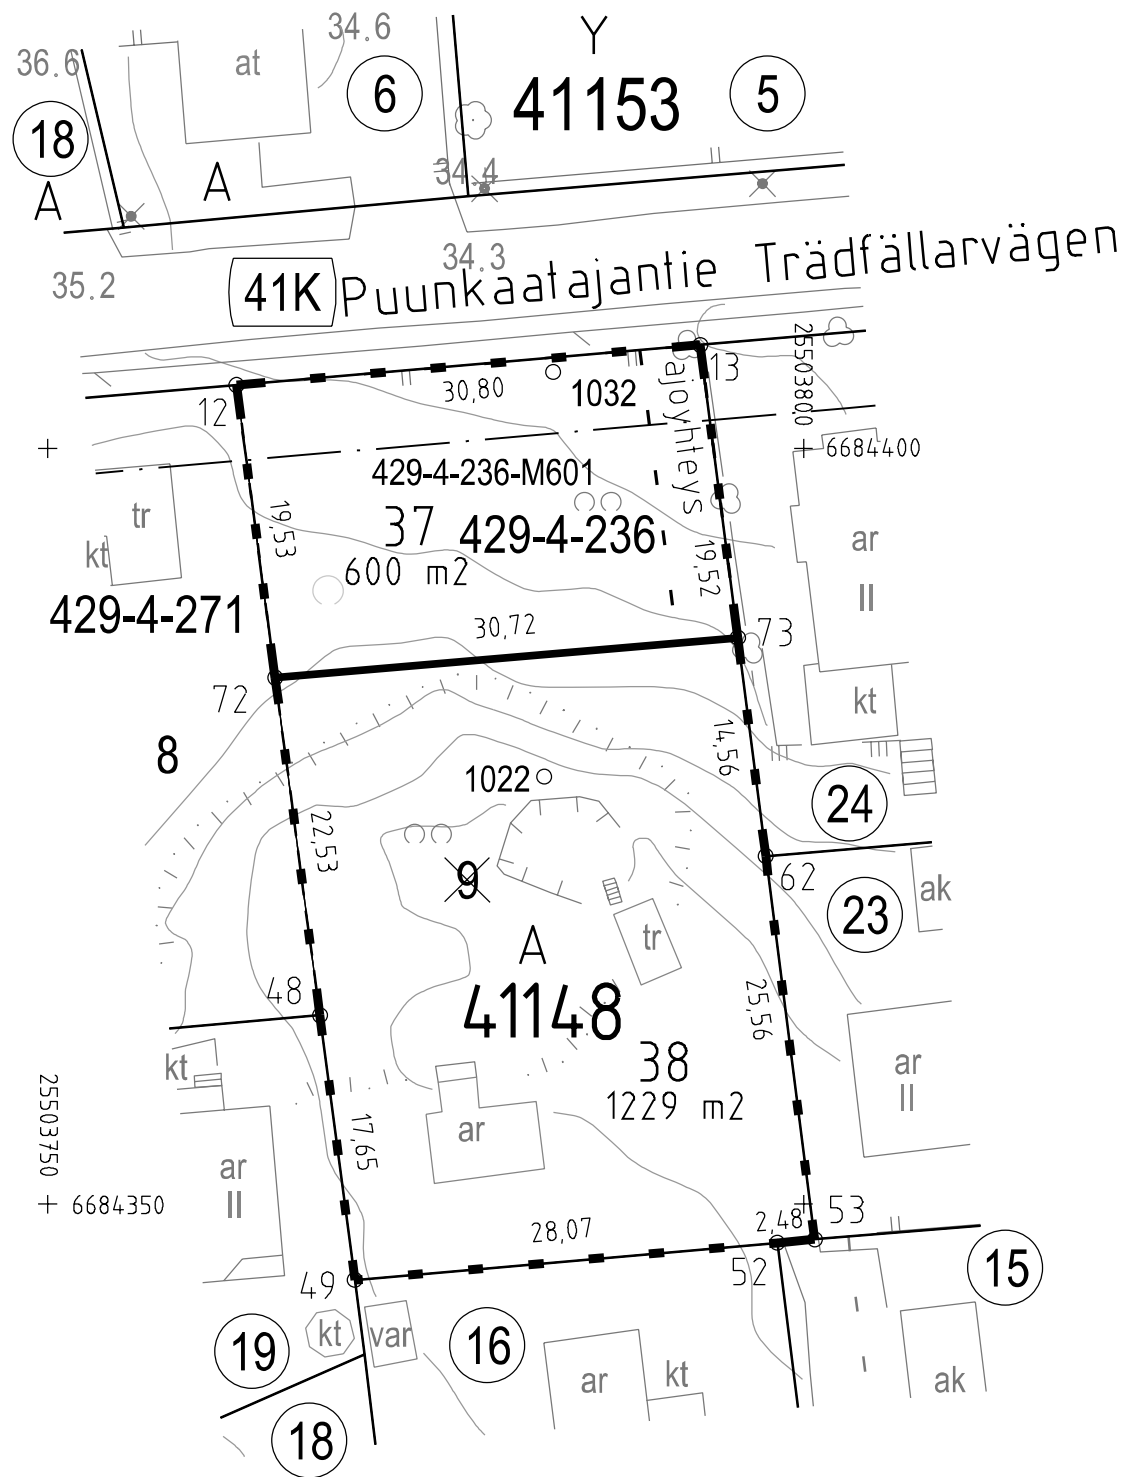 34.6
Y
36.6
at
6
41153
5
18
A
A
34.4
34.3
35.2
41K
Puunkaatajantie Trädfällarvägen
12
30,80
1032
13
ajoyhteys
25503800
6684400
429-4-236-M601
tr
kt
19,53
37
429-4-236
600 m2
19,52
ar
II
429-4-271
30,72
73
72
kt
8
14,56
1022
24
22,53
9
62
23
ak
A
tr
48
41148
25,56
38
1229 m2
kt
ar
II
25503750
17,65
ar
ar
II
6684350
28,07
2,48
53
49
52
15
19
kt
var
16
ar
kt
ak
18